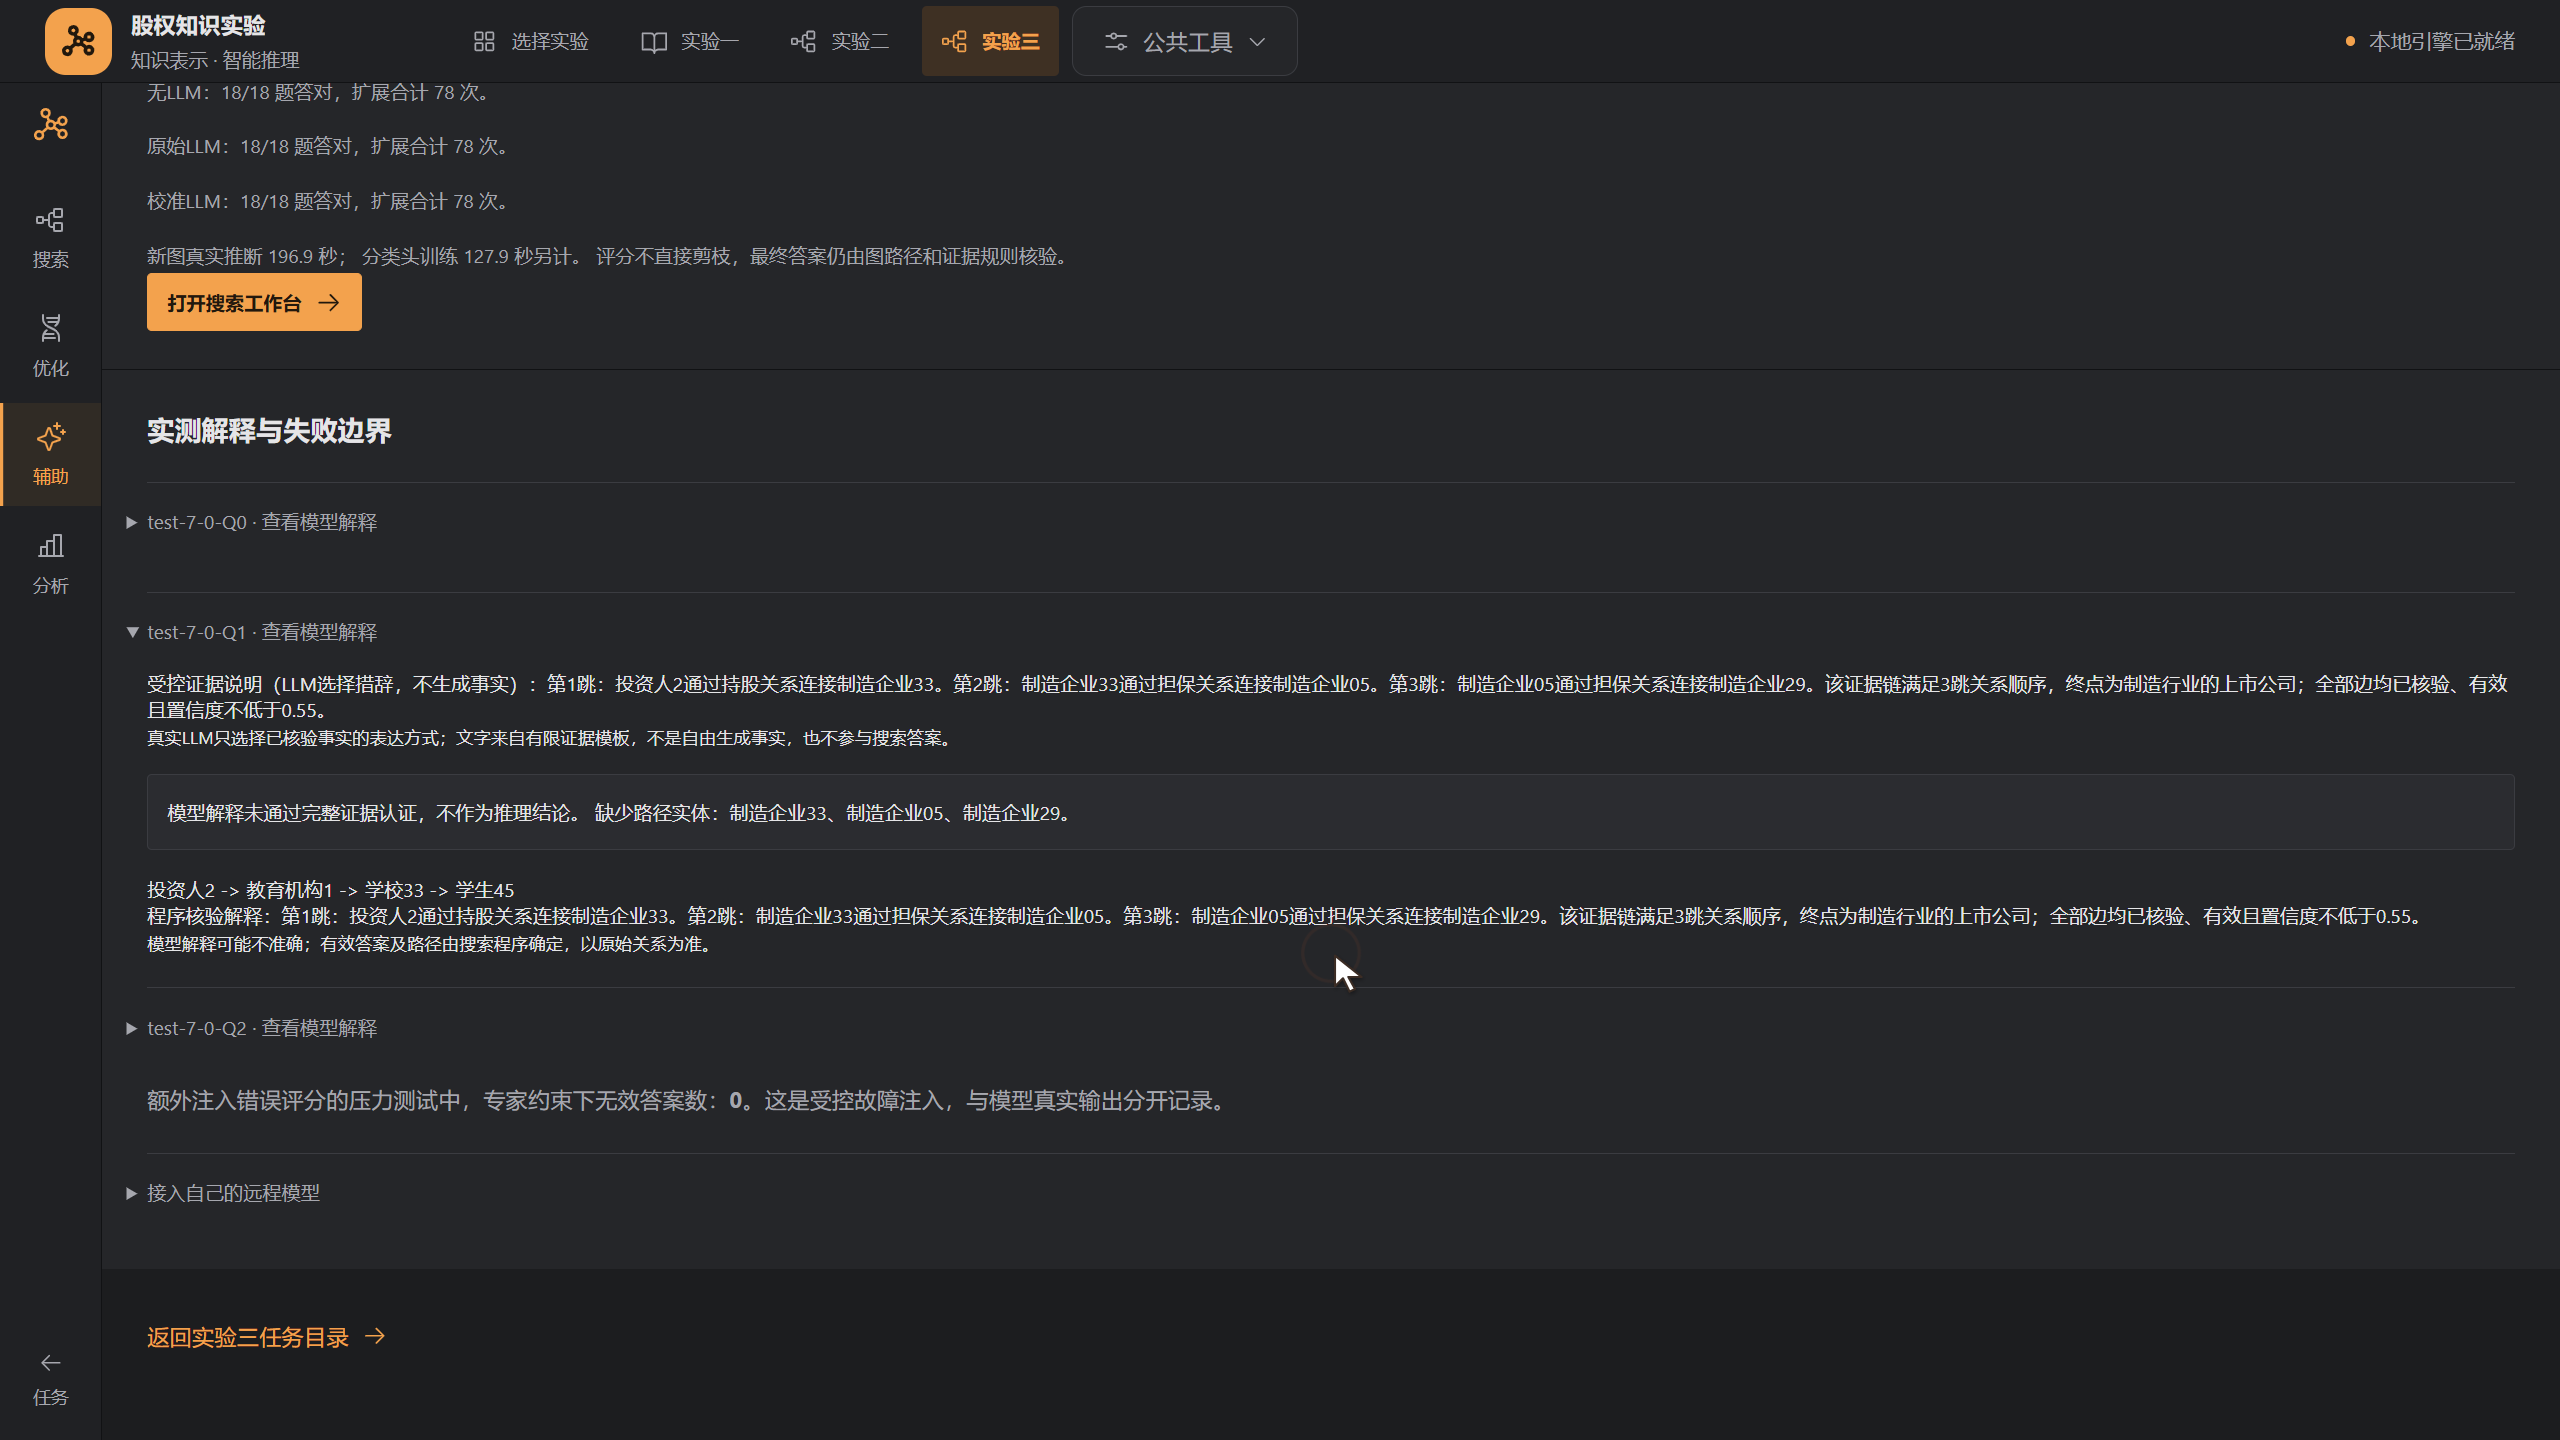 股权知识实验
知识表示 · 智能推理
选择实验
实验一
实验二
实验三
公共工具
本地引擎已就绪
搜索
优化
辅助
分析
任务
无LLM：18/18 题答对，扩展合计 78 次。
原始LLM：18/18 题答对，扩展合计 78 次。
校准LLM：18/18 题答对，扩展合计 78 次。
新图真实推断 196.9 秒； 分类头训练 127.9 秒另计。 评分不直接剪枝，最终答案仍由图路径和证据规则核验。
打开搜索工作台 →
实测解释与失败边界
▶ test-7-0-Q0 · 查看模型解释
▼ test-7-0-Q1 · 查看模型解释
受控证据说明（LLM选择措辞，不生成事实）：第1跳：投资人2通过持股关系连接制造企业33。第2跳：制造企业33通过担保关系连接制造企业05。第3跳：制造企业05通过担保关系连接制造企业29。该证据链满足3跳关系顺序，终点为制造行业的上市公司；全部边均已核验、有效
且置信度不低于0.55。
真实LLM只选择已核验事实的表达方式；文字来自有限证据模板，不是自由生成事实，也不参与搜索答案。
模型解释未通过完整证据认证，不作为推理结论。 缺少路径实体：制造企业33、制造企业05、制造企业29。
投资人2 -> 教育机构1 -> 学校33 -> 学生45
程序核验解释：第1跳：投资人2通过持股关系连接制造企业33。第2跳：制造企业33通过担保关系连接制造企业05。第3跳：制造企业05通过担保关系连接制造企业29。该证据链满足3跳关系顺序，终点为制造行业的上市公司；全部边均已核验、有效且置信度不低于0.55。
模型解释可能不准确；有效答案及路径由搜索程序确定，以原始关系为准。
▶ test-7-0-Q2 · 查看模型解释
额外注入错误评分的压力测试中，专家约束下无效答案数：0。这是受控故障注入，与模型真实输出分开记录。
▶ 接入自己的远程模型
返回实验三任务目录 →